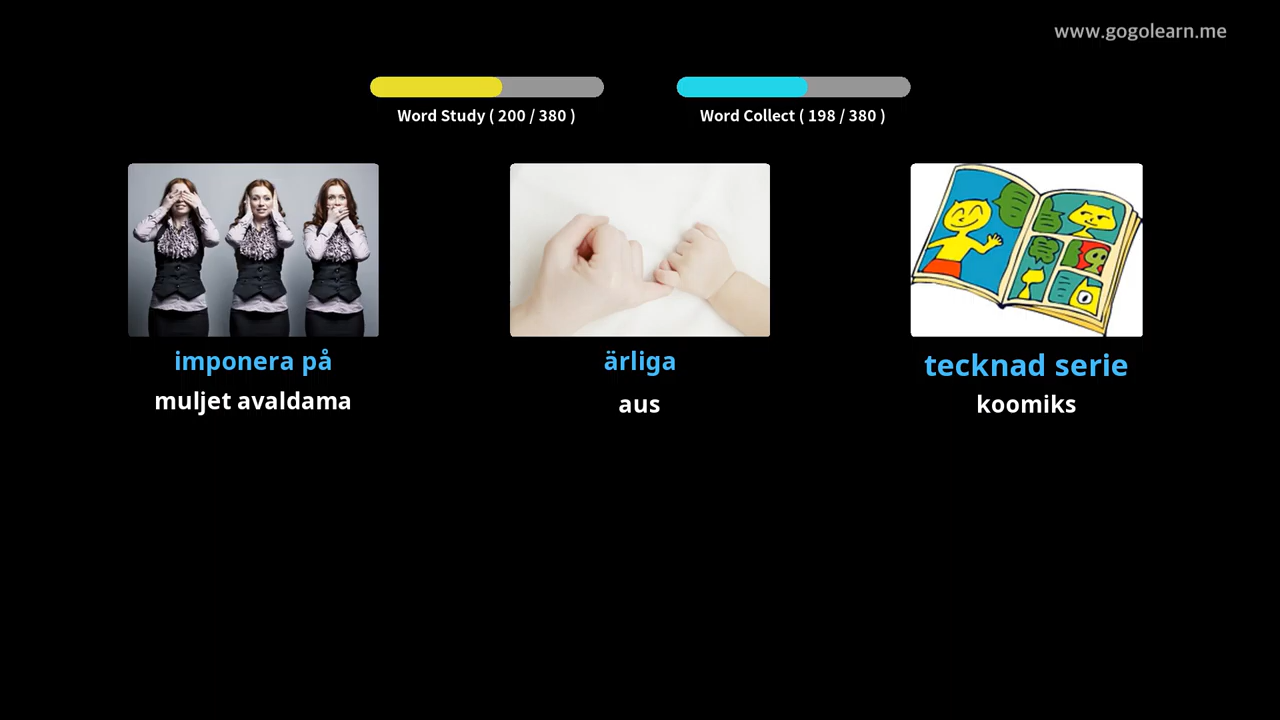 www.gogolearn.me
Word Study ( 200 / 380 )
Word Collect ( 198 / 380 )
imponera på
muljet avaldama
ärliga
aus
tecknad serie
koomiks